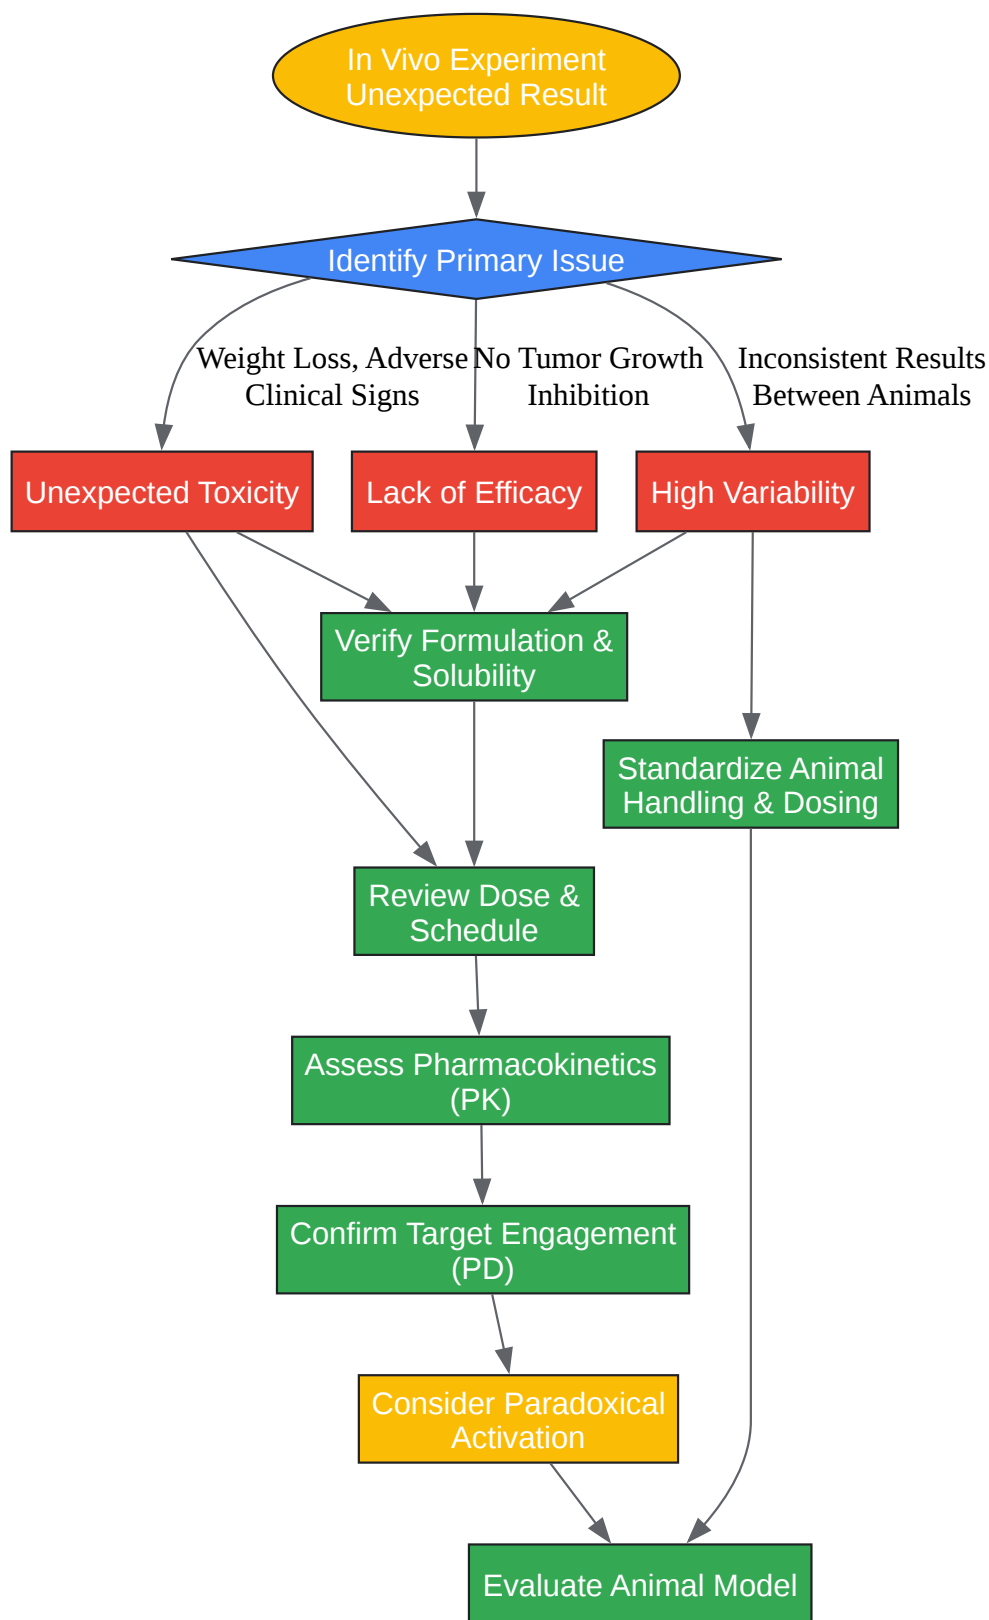 In Vivo Experiment
Unexpected Result
Identify Primary Issue
Weight Loss, Adverse
Clinical Signs
No Tumor Growth
Inhibition
Inconsistent Results
Between Animals
Unexpected Toxicity
Lack of Efficacy
High Variability
Verify Formulation &
Solubility
Standardize Animal
Handling & Dosing
Review Dose &
Schedule
Assess Pharmacokinetics
(PK)
Confirm Target Engagement
(PD)
Consider Paradoxical
Activation
Evaluate Animal Model